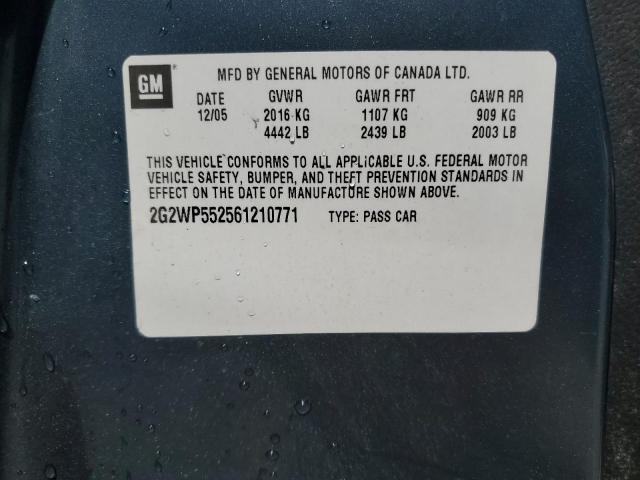 GM ®
MFD BY GENERAL MOTORS OF CANADA LTD.
DATE GVWR GAWR FRT GAWR RR
12/05 2016 KG 1107 KG 909 KG
4442 LB 2439 LB 2003 LB
THIS VEHICLE CONFORMS TO ALL APPLICABLE U.S. FEDERAL MOTOR
VEHICLE SAFETY, BUMPER, AND THEFT PREVENTION STANDARDS IN
EFFECT ON THE DATE OF MANUFACTURE SHOWN ABOVE.
2G2WP552561210771 TYPE: PASS CAR